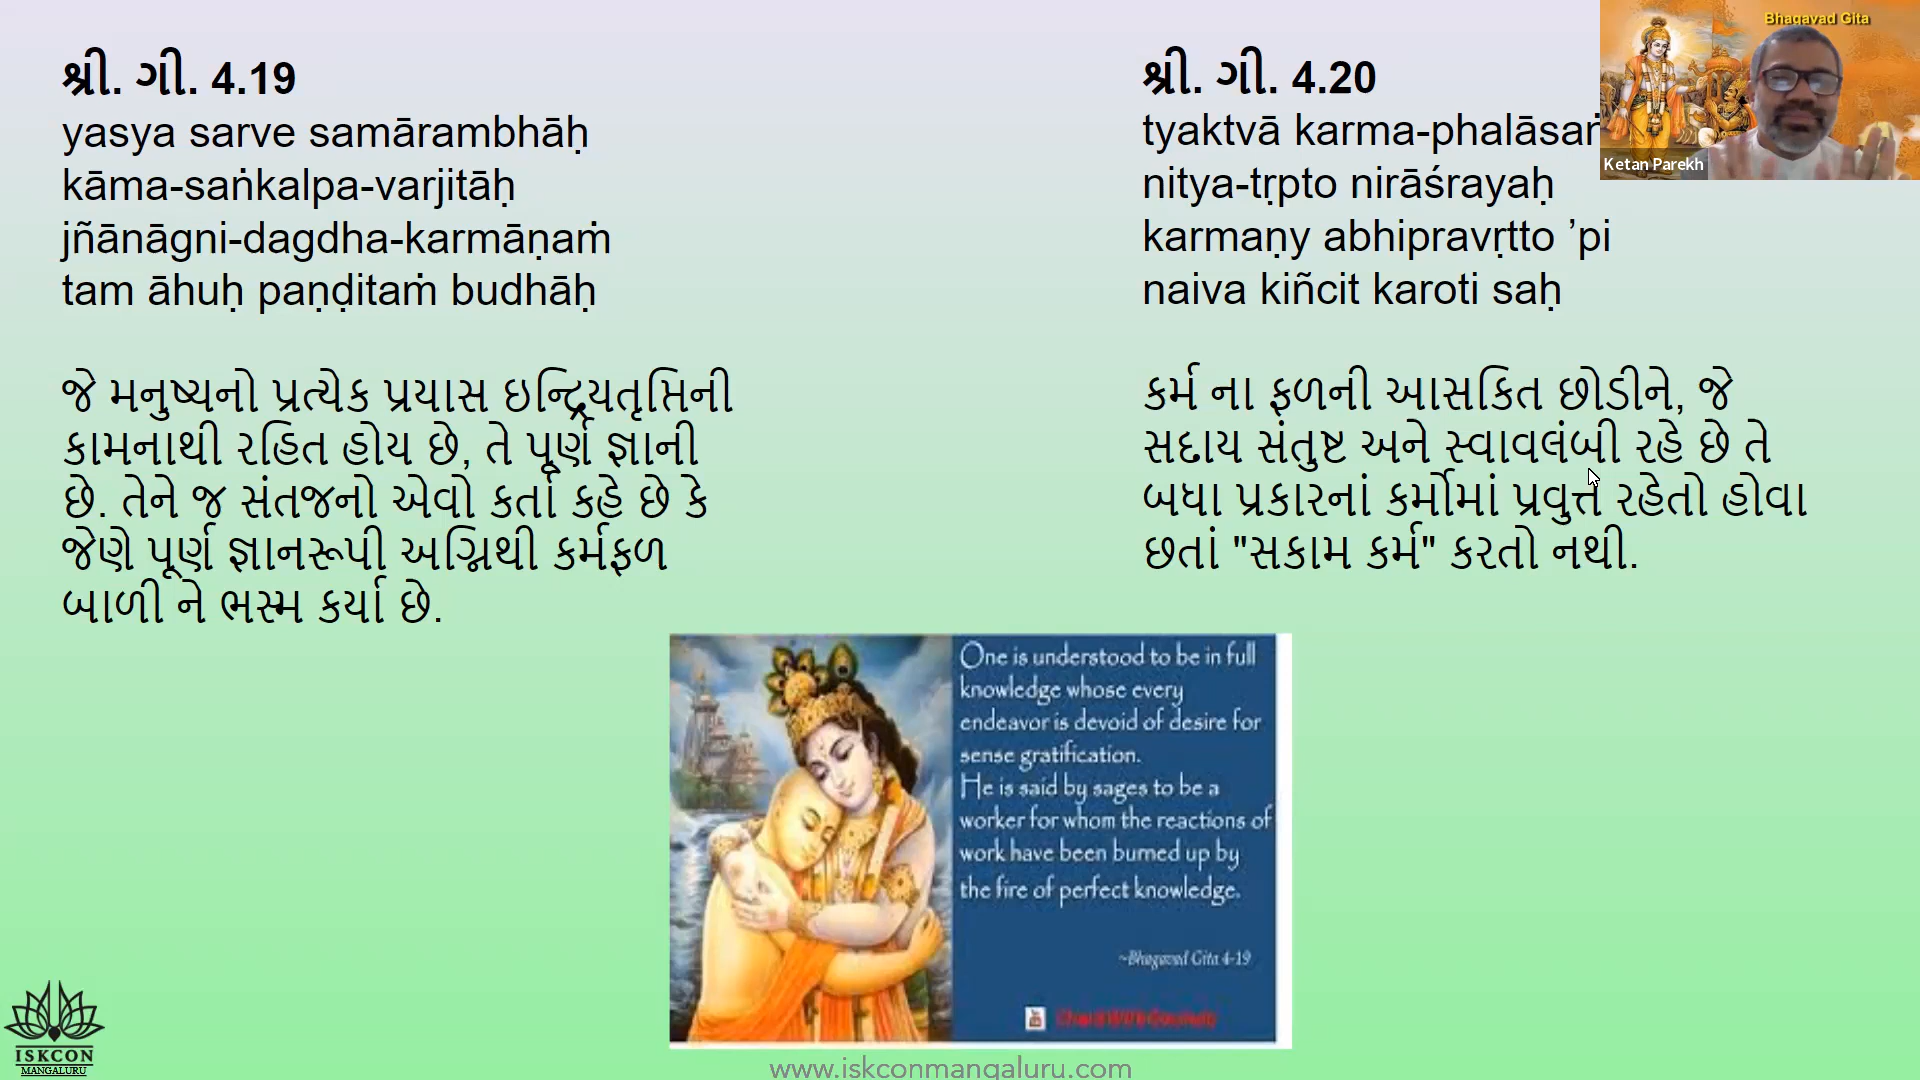 શ્રી. ગી. 4.19
yasya sarve samārambhāḥ
kāma-saṅkalpa-varjitāḥ
jñānāgni-dagdha-karmāṇaṁ
tam āhuḥ paṇḍitaṁ budhāḥ
જે મનુષ્યનો પ્રત્યેક પ્રયાસ ઇન્દ્રિયતૃપ્તિની
કામનાથી રહિત હોય છે, તે પૂર્ણ જ્ઞાની
છે. તેને જ સંતજનો એવો કર્તા કહે છે કે
જેણે પૂર્ણ જ્ઞાનરૂપી અગ્નિથી કર્મફળ
બાળી ને ભસ્મ કર્યા છે.
શ્રી. ગી. 4.20
tyaktvā karma-phalāsaṅ
nitya-tṛpto nirāśrayaḥ
karmaṇy abhipravṛtto ’pi
naiva kiñcit karoti saḥ
કર્મ ના ફળની આસકિત છોડીને, જે
સદાય સંતુષ્ટ અને સ્વાવલંબી રહે છે તે
બધા પ્રકારનાં કર્મોમાં પ્રવુત્ત રહેતો હોવા
છતાં "સકામ કર્મ" કરતો નથી.
Bhagavad Gita
Ketan Parekh
One is understood to be in full
knowledge whose every
endeavor is devoid of desire for
sense gratification.
He is said by sages to be a
worker for whom the reactions of
work have been burned up by
the fire of perfect knowledge.
~Bhagavad Gita 4-19
ISKCON
MANGALURU
www.iskconmangaluru.com